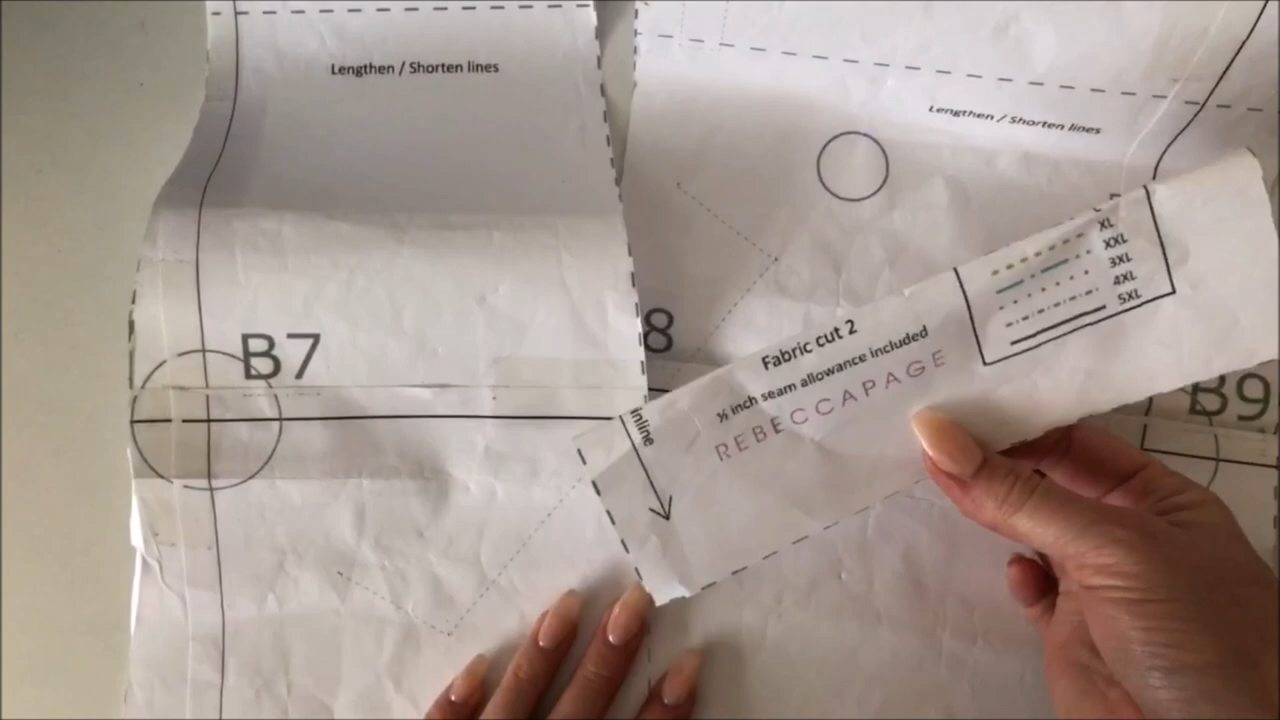 Lengthen / Shorten lines
Lengthen / Shorten lines
B7
8
B9
XL
XXL
3XL
4XL
5XL
Fabric cut 2
½ inch seam allowance included
REBECCAPAGE
inline